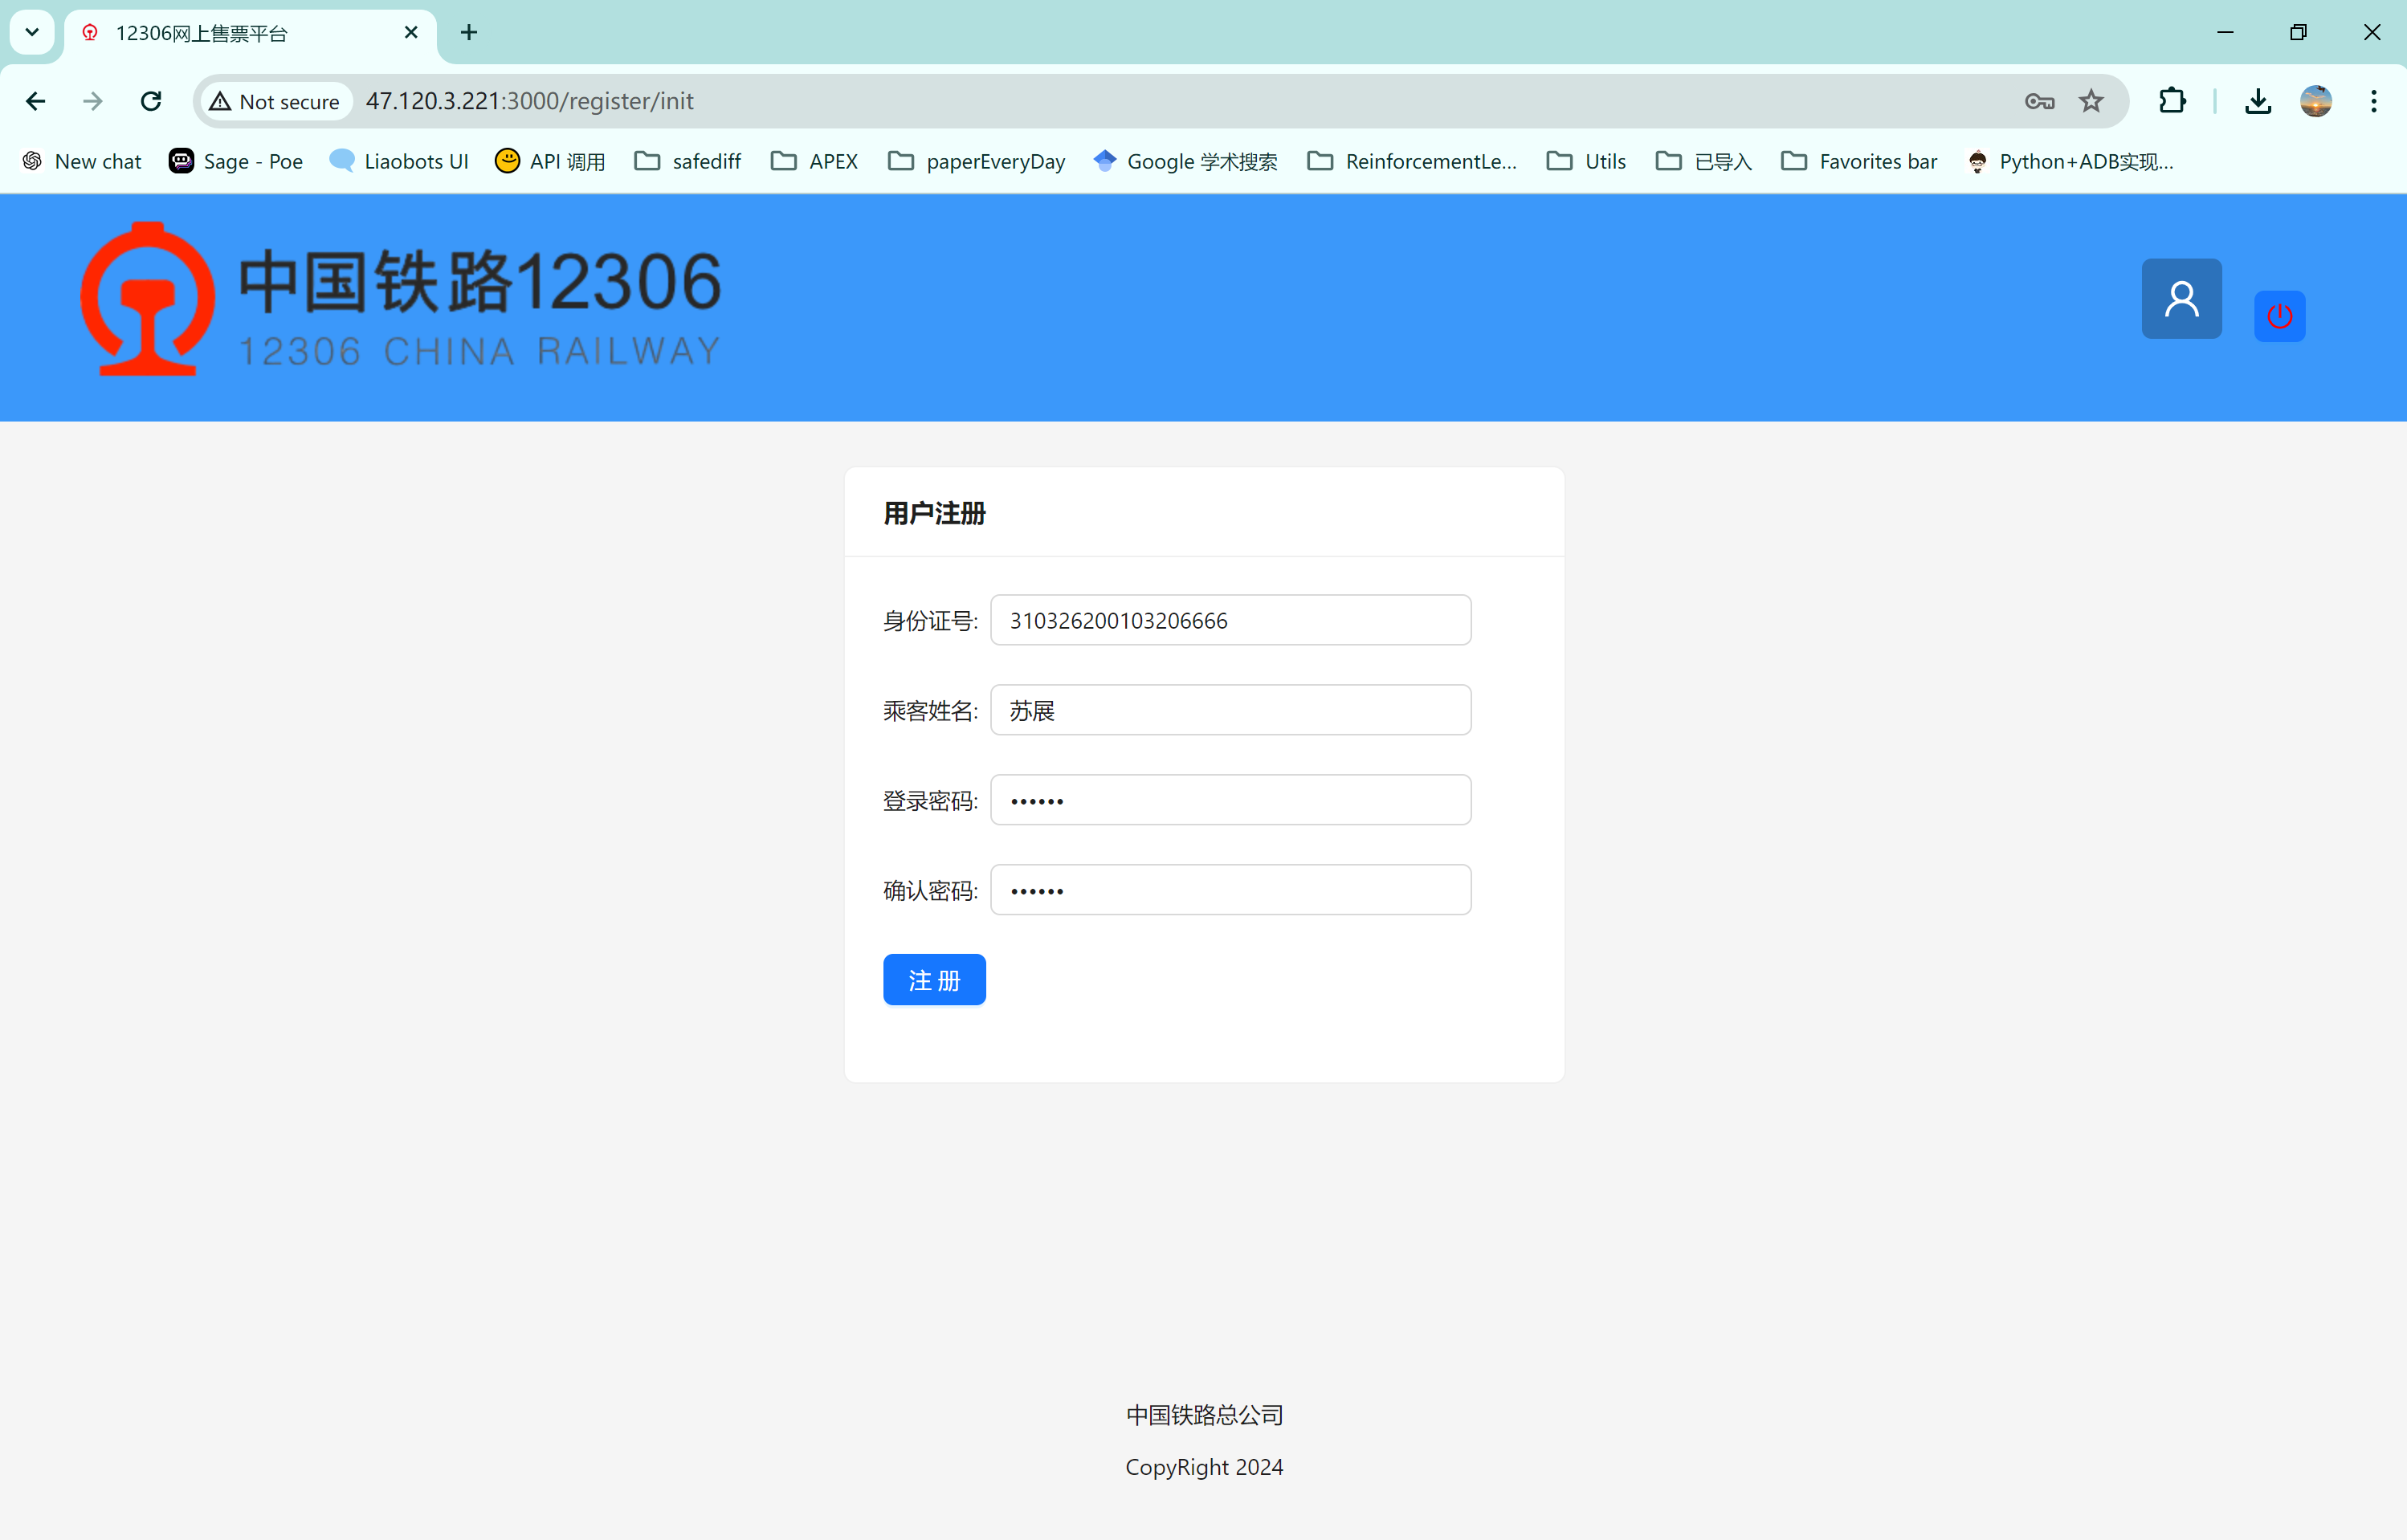 12306网上售票平台
Not secure 47.120.3.221:3000/register/init
New chat Sage - Poe Liaobots UI API 调用 safediff APEX paperEveryDay Google 学术搜索 ReinforcementLe... Utils 已导入 Favorites bar Python+ADB实现...
中国铁路12306
12306 CHINA RAILWAY
用户注册
身份证号: 310326200103206666
乘客姓名: 苏展
登录密码: ••••••
确认密码: ••••••
注 册
中国铁路总公司
CopyRight 2024